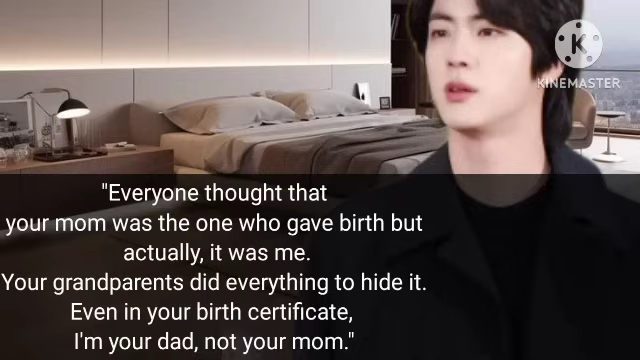 K
KINEMASTER
"Everyone thought that
your mom was the one who gave birth but
actually, it was me.
Your grandparents did everything to hide it.
Even in your birth certificate,
I'm your dad, not your mom."